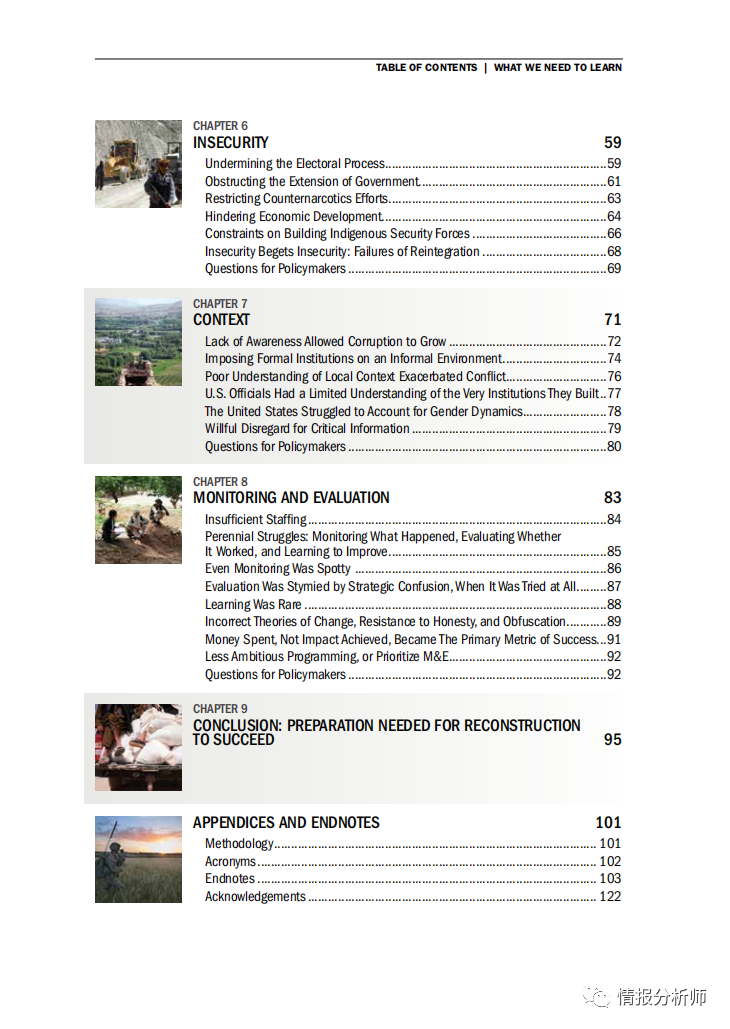 TABLE OF CONTENTS | WHAT WE NEED TO LEARN
CHAPTER 6
INSECURITY 59
Undermining the Electoral Process 59
Obstructing the Extension of Government 61
Restricting Counternarcotics Efforts 63
Hindering Economic Development 64
Constraints on Building Indigenous Security Forces 66
Insecurity Begets Insecurity: Failures of Reintegration 68
Questions for Policymakers 69
CHAPTER 7
CONTEXT 71
Lack of Awareness Allowed Corruption to Grow 72
Imposing Formal Institutions on an Informal Environment 74
Poor Understanding of Local Context Exacerbated Conflict 76
U.S. Officials Had a Limited Understanding of the Very Institutions They Built 77
The United States Struggled to Account for Gender Dynamics 78
Willful Disregard for Critical Information 79
Questions for Policymakers 80
CHAPTER 8
MONITORING AND EVALUATION 83
Insufficient Staffing 84
Perennial Struggles: Monitoring What Happened, Evaluating Whether
It Worked, and Learning to Improve 85
Even Monitoring Was Spotty 86
Evaluation Was Stymied by Strategic Confusion, When It Was Tried at All 87
Learning Was Rare 88
Incorrect Theories of Change, Resistance to Honesty, and Obfuscation 89
Money Spent, Not Impact Achieved, Became The Primary Metric of Success 91
Less Ambitious Programming, or Prioritize M&E 92
Questions for Policymakers 92
CHAPTER 9
CONCLUSION: PREPARATION NEEDED FOR RECONSTRUCTION
TO SUCCEED 95
APPENDICES AND ENDNOTES 101
Methodology 101
Acronyms 102
Endnotes 103
Acknowledgements 122
情报分析师